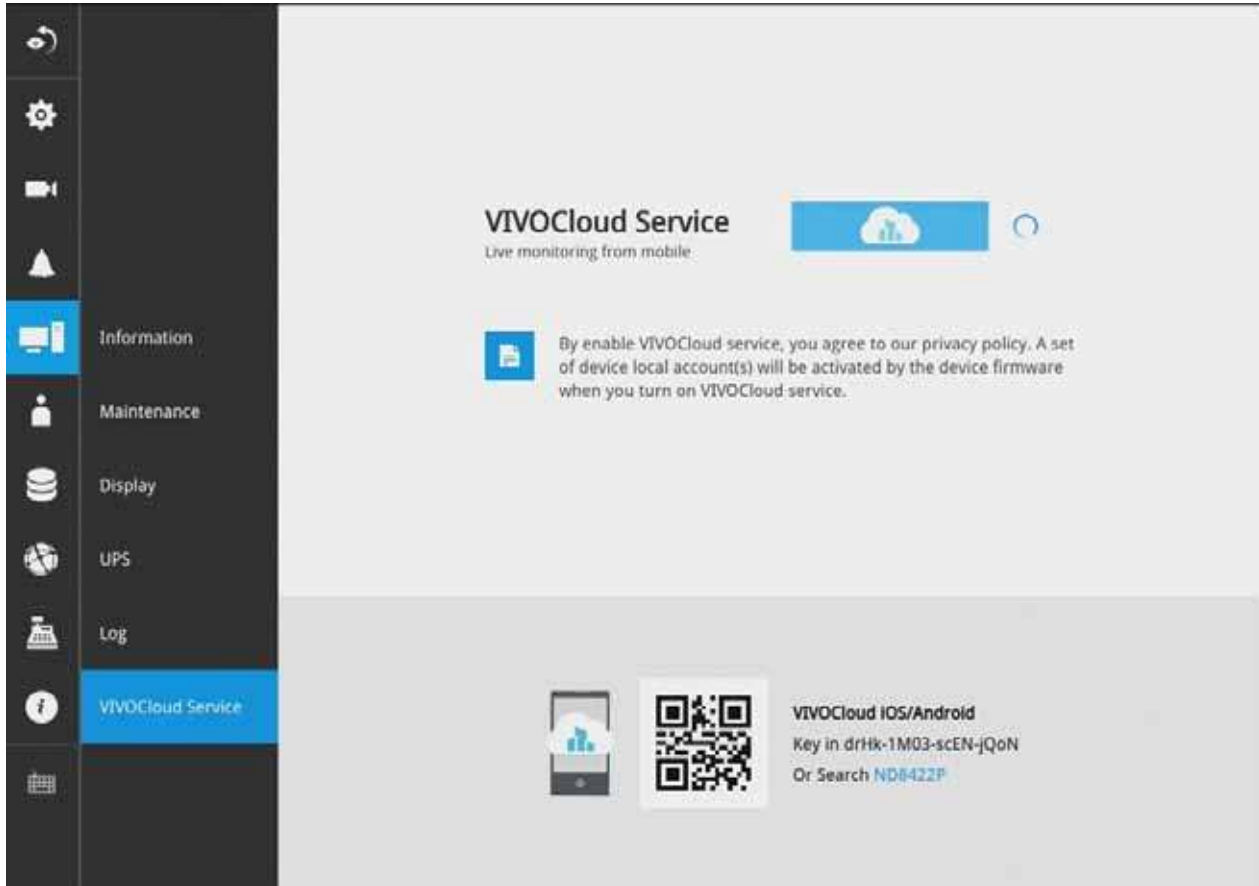 VIVOCloud Service
Live monitoring from mobile
By enable VIVOCloud service, you agree to our privacy policy. A set
of device local account(s) will be activated by the device firmware
when you turn on VIVOCloud service.
Information
Maintenance
Display
UPS
Log
VIVOCloud Service
VIVOCloud iOS/Android
Key in drHk-1M03-scEN-jQoN
Or Search ND8422P